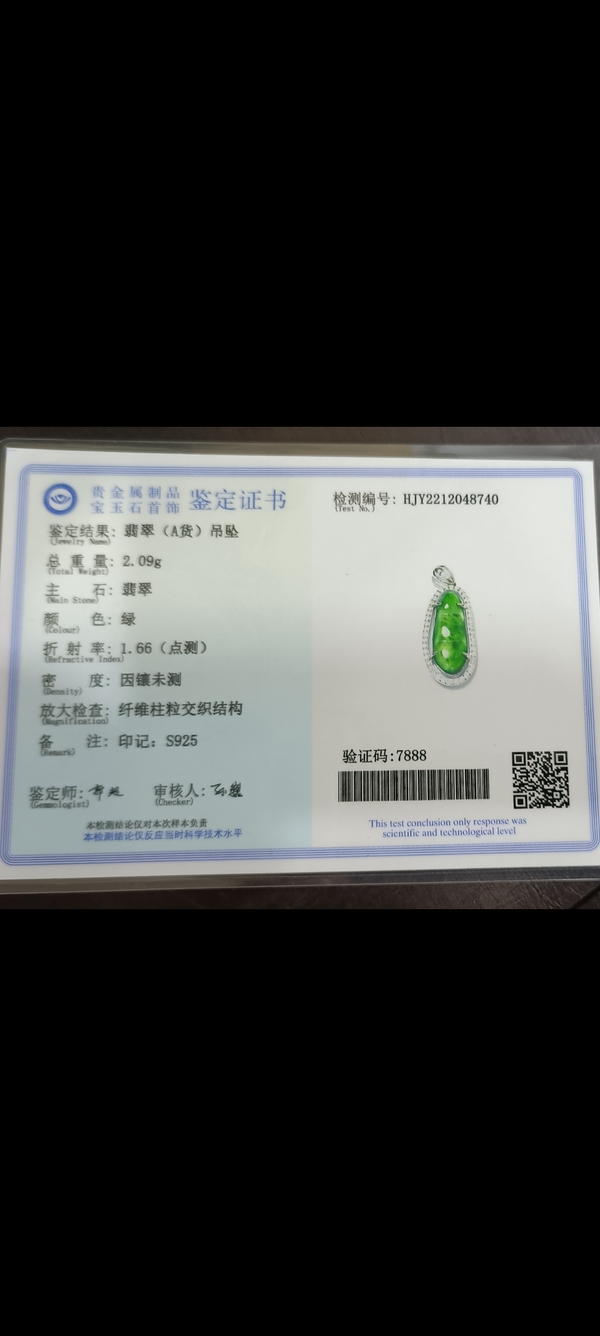 贵金属制品
宝玉石首饰
鉴定证书
鉴定结果: 翡翠（A货）吊坠
(Jewelry Name)
总重量: 2.09g
(Total Weight)
主石: 翡翠
(Main Stone)
颜色: 绿
(Colour)
折射率: 1.66（点测）
(Refractive Index)
密度: 因镶未测
(Density)
放大检查: 纤维柱粒交织结构
(Magnification)
备注: 印记: S925
(Remark)
鉴定师:
(Gemmologist)
审核人:
(Checker)
本检测结论仅对本次样本负责
本检测结论仅反应当时科学技术水平
检测编号: HJY2212048740
(Test No.)
验证码:7888
This test conclusion only response was
scientific and technological level